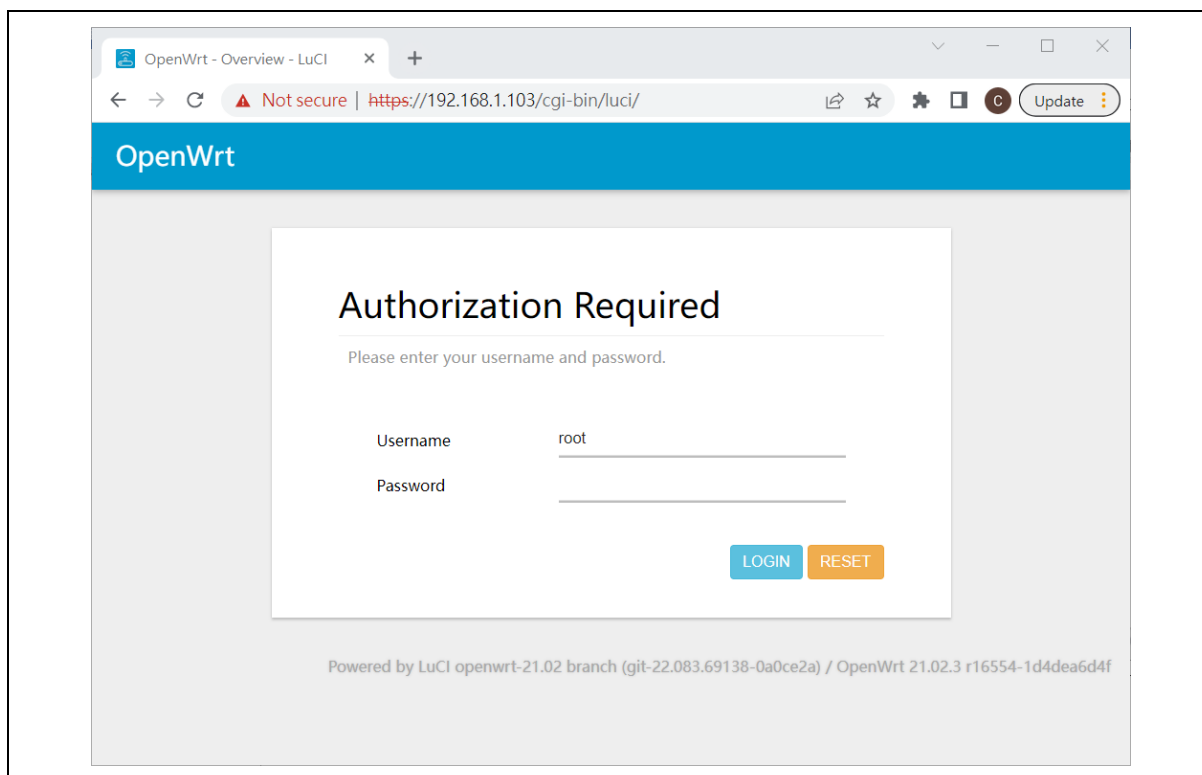 OpenWrt - Overview - LuCI
Not secure | https://192.168.1.103/cgi-bin/luci/
C
Update
OpenWrt
Authorization Required
Please enter your username and password.
Username root
Password
LOGIN RESET
Powered by LuCI openwrt-21.02 branch (git-22.083.69138-0a0ce2a) / OpenWrt 21.02.3 r16554-1d4dea6d4f